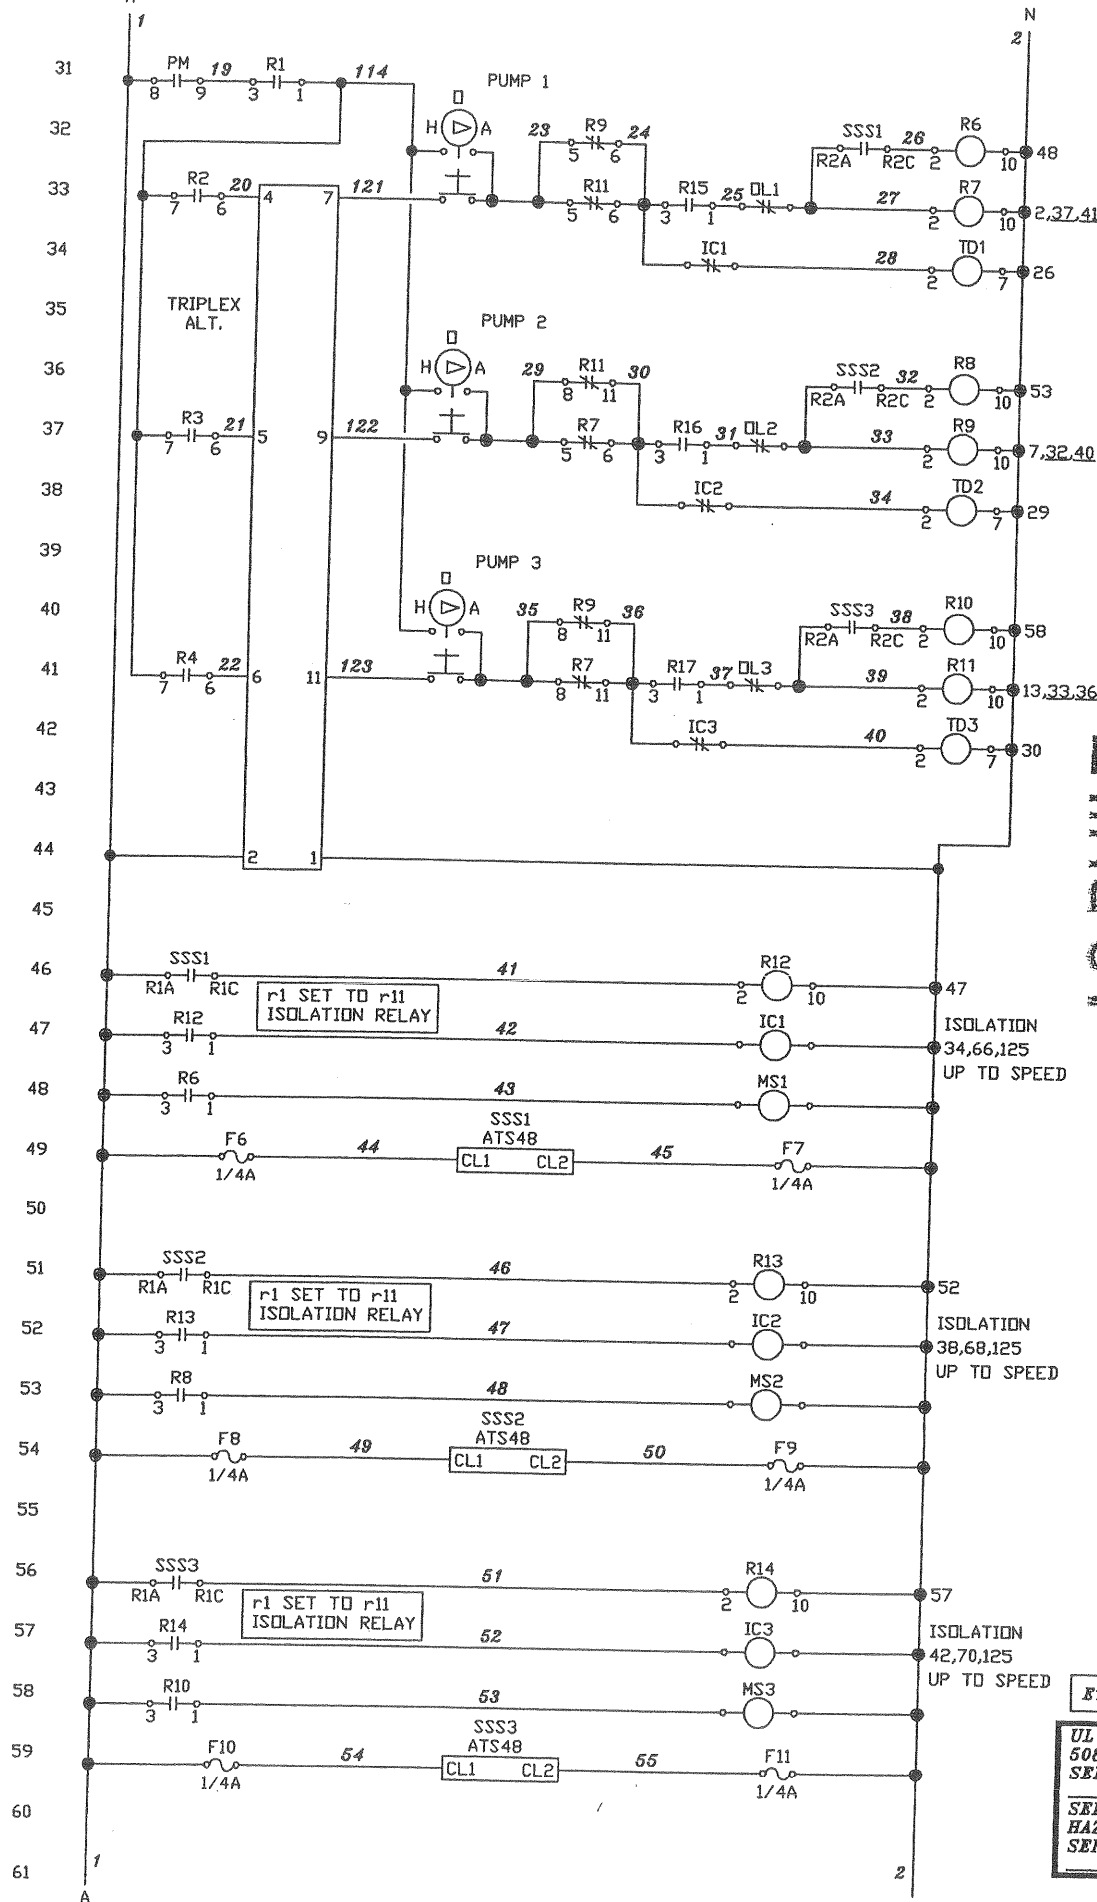 1
N
2
31
PM 19 R1 114
8 9 3 1
PUMP 1
O
32
H A
23 R9 24
5 6
SSS1 26 R6
R2A R2C 2 10 48
33
R2 20
7 6 4 7 121
R11
5 6
R15 25 OL1 27 R7
3 1 2 10 2,37,41
34
IC1 28 TD1
2 7 26
35
TRIPLEX
ALT.
PUMP 2
O
36
H A
29 R11 30
8 11
SSS2 32 R8
R2A R2C 2 10 53
37
R3 21
7 6 5 9 122
R7
5 6
R16 31 OL2 33 R9
3 1 2 10 7,32,40
38
IC2 34 TD2
2 7 29
39
PUMP 3
O
40
H A
35 R9 36
8 11
SSS3 38 R10
R2A R2C 2 10 58
41
R4 22
7 6 6 11 123
R7
8 11
R17 37 OL3 39 R11
3 1 2 10 13,33,36
42
IC3 40 TD3
2 7 30
43
44
2 1
45
46
SSS1 41 R12
R1A R1C 2 10 47
r1 SET TO r11
ISOLATION RELAY
47
R12 42 IC1
3 1
ISOLATION
34,66,125
UP TO SPEED
48
R6 43 MS1
3 1
49
F6 44 SSS1 45 F7
ATS48
1/4A CL1 CL2 1/4A
50
51
SSS2 46 R13
R1A R1C 2 10 52
r1 SET TO r11
ISOLATION RELAY
52
R13 47 IC2
3 1
ISOLATION
38,68,125
UP TO SPEED
53
R8 48 MS2
3 1
54
F8 49 SSS2 50 F9
ATS48
1/4A CL1 CL2 1/4A
55
56
SSS3 51 R14
R1A R1C 2 10 57
r1 SET TO r11
ISOLATION RELAY
57
R14 52 IC3
3 1
ISOLATION
42,70,125
UP TO SPEED
58
R10 53 MS3
3 1
59
F10 54 SSS3 55 F11
ATS48
1/4A CL1 CL2 1/4A
60
61
1
A
2
UL
508